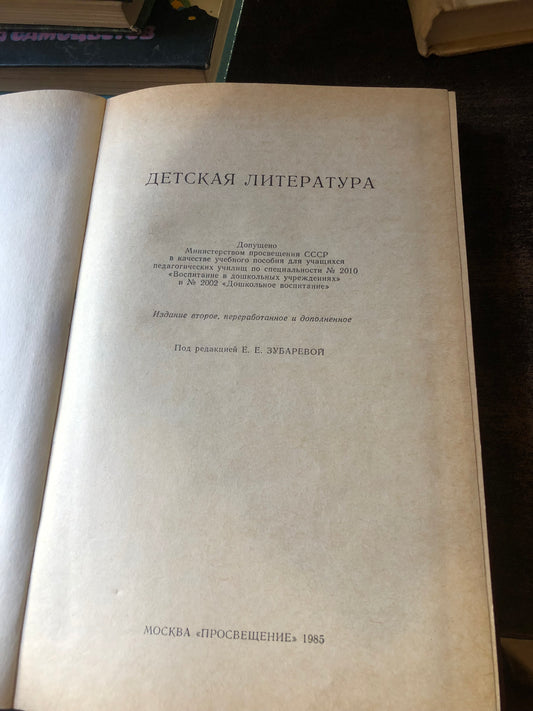 САМОЦВЕТОВ
ДЕТСКАЯ ЛИТЕРАТУРА
Допущено
Министерством просвещения СССР
в качестве учебного пособия для учащихся
педагогических училищ по специальности № 2010
«Воспитание в дошкольных учреждениях»
и № 2002 «Дошкольное воспитание»
Издание второе, переработанное и дополненное
Под редакцией Е. Е. ЗУБАРЕВОЙ
МОСКВА «ПРОСВЕЩЕНИЕ» 1985